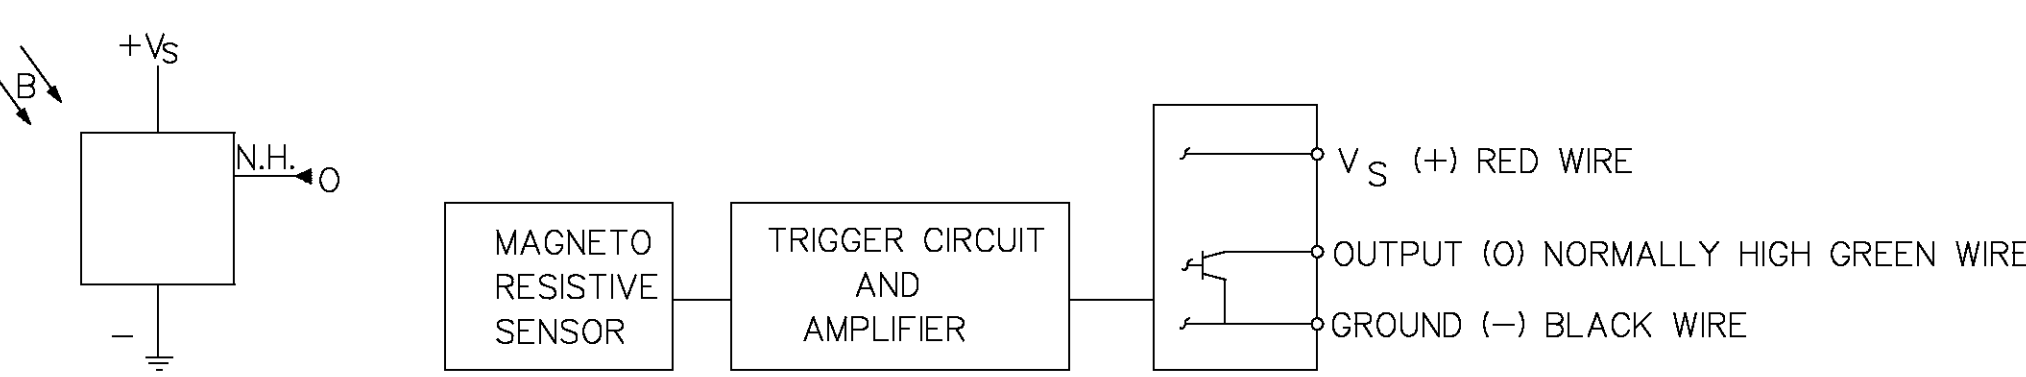 +VS
B
N.H.
O
−
MAGNETO
RESISTIVE
SENSOR
TRIGGER CIRCUIT
AND
AMPLIFIER
VS (+) RED WIRE
OUTPUT (O) NORMALLY HIGH GREEN WIRE
GROUND (−) BLACK WIRE